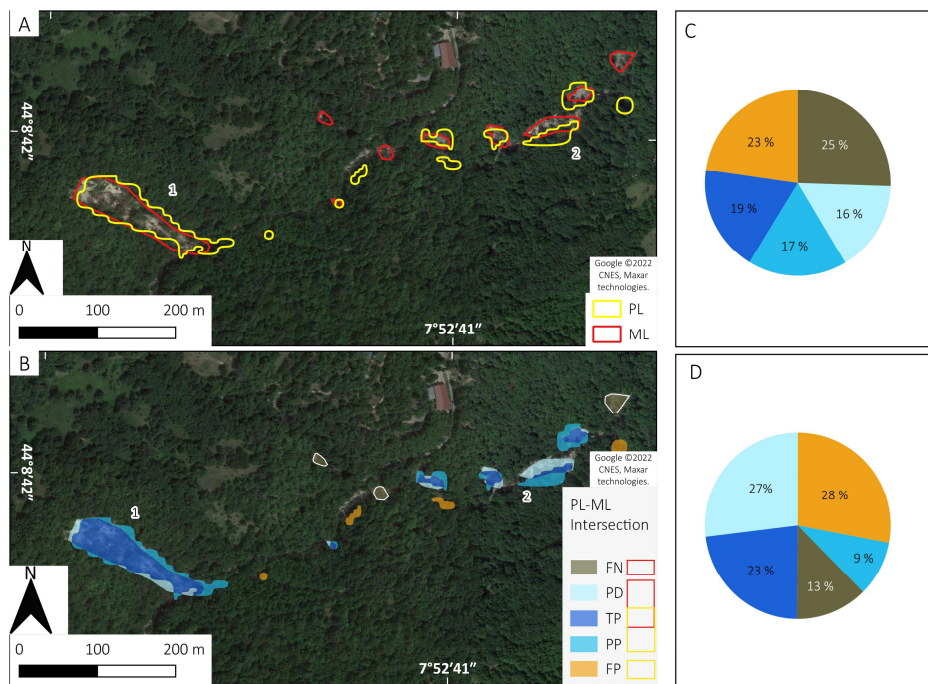 A
44°8′42″
1
2
N
0 100 200 m
7°52′41″
Google ©2022
CNES, Maxar
technologies.
PL
ML
B
44°8′42″
1
2
N
0 100 200 m
7°52′41″
Google ©2022
CNES, Maxar
technologies.
PL-ML
Intersection
FN
PD
TP
PP
FP
C
23 %
25 %
19 %
16 %
17 %
D
27%
28 %
9 %
23 %
13 %